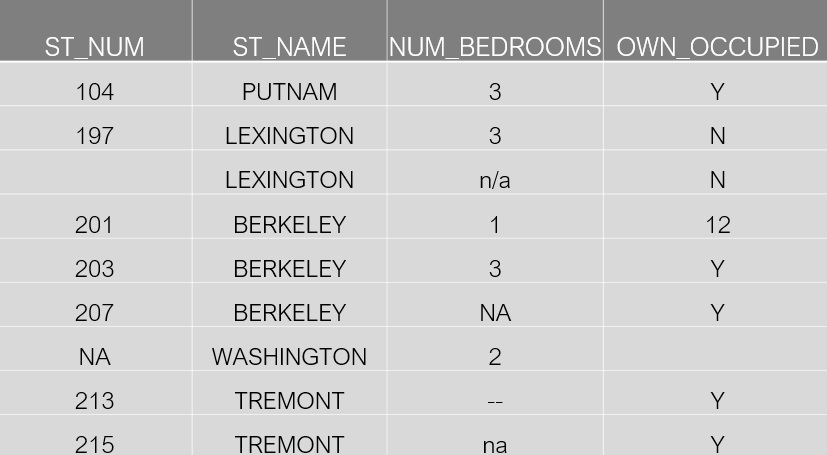 ST_NUM ST_NAME NUM_BEDROOMS OWN_OCCUPIED
104 PUTNAM 3 Y
197 LEXINGTON 3 N
LEXINGTON n/a N
201 BERKELEY 1 12
203 BERKELEY 3 Y
207 BERKELEY NA Y
NA WASHINGTON 2
213 TREMONT -- Y
215 TREMONT na Y